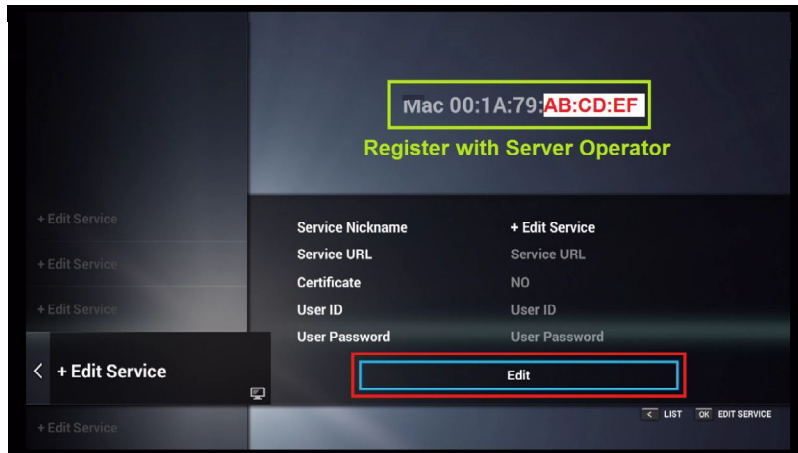 Mac 00:1A:79:AB:CD:EF
Register with Server Operator
+ Edit Service
+ Edit Service
+ Edit Service
< + Edit Service
+ Edit Service
Service Nickname + Edit Service
Service URL Service URL
Certificate NO
User ID User ID
User Password User Password
Edit
< LIST OK EDIT SERVICE